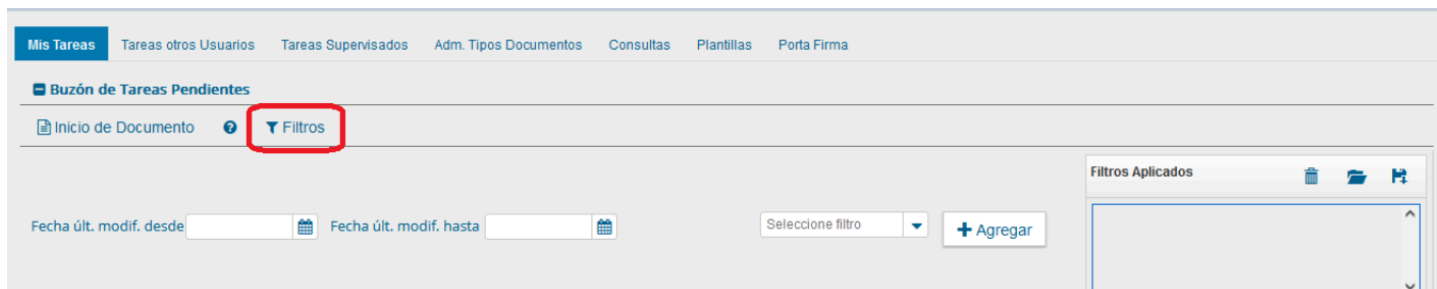 Mis Tareas Tareas otros Usuarios Tareas Supervisados Adm. Tipos Documentos Consultas Plantillas Porta Firma
Buzón de Tareas Pendientes
Inicio de Documento Filtros
Filtros Aplicados
Fecha últ. modif. desde Fecha últ. modif. hasta Seleccione filtro Agregar